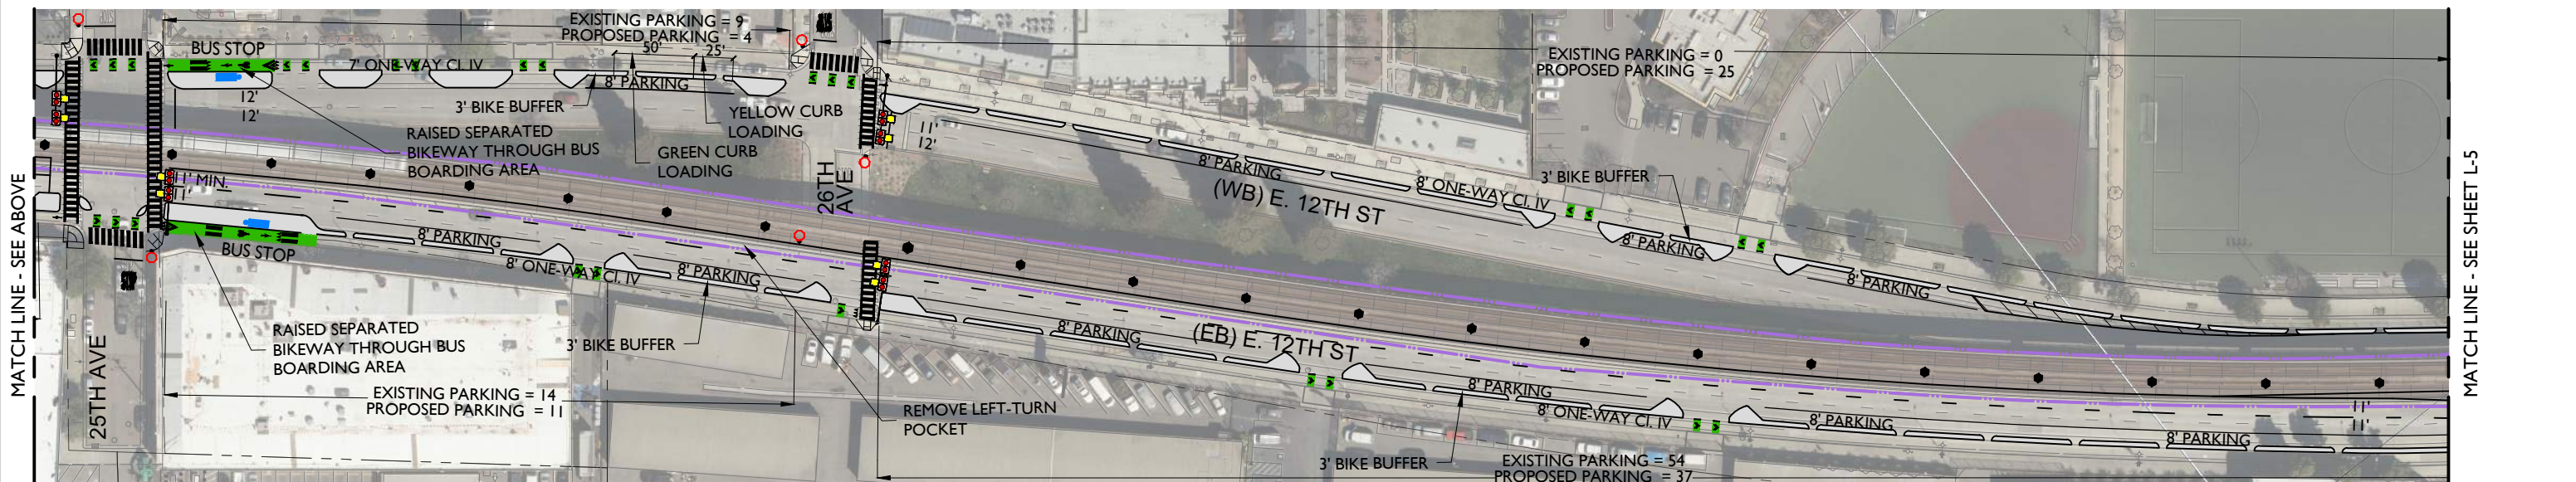 MATCH LINE - SEE ABOVE
EXISTING PARKING = 9
PROPOSED PARKING = 4
50'
25'
BUS STOP
7' ONE-WAY Cl. IV
8' PARKING
12'
12'
3' BIKE BUFFER
YELLOW CURB
LOADING
RAISED SEPARATED
BIKEWAY THROUGH BUS
BOARDING AREA
GREEN CURB
LOADING
26TH
AVE
EXISTING PARKING = 0
PROPOSED PARKING = 25
11'
12'
8' PARKING
8' ONE-WAY Cl. IV
3' BIKE BUFFER
(WB) E. 12TH ST
8' PARKING
8' PARKING
11' MIN.
11'
BUS STOP
8' PARKING
8' ONE-WAY Cl. IV
8' PARKING
RAISED SEPARATED
BIKEWAY THROUGH BUS
BOARDING AREA
3' BIKE BUFFER
25TH AVE
EXISTING PARKING = 14
PROPOSED PARKING = 11
REMOVE LEFT-TURN
POCKET
8' PARKING
(EB) E. 12TH ST
8' PARKING
8' ONE-WAY Cl. IV
8' PARKING
8' PARKING
11'
11'
3' BIKE BUFFER
EXISTING PARKING = 54
PROPOSED PARKING = 37
MATCH LINE - SEE SHEET L-5